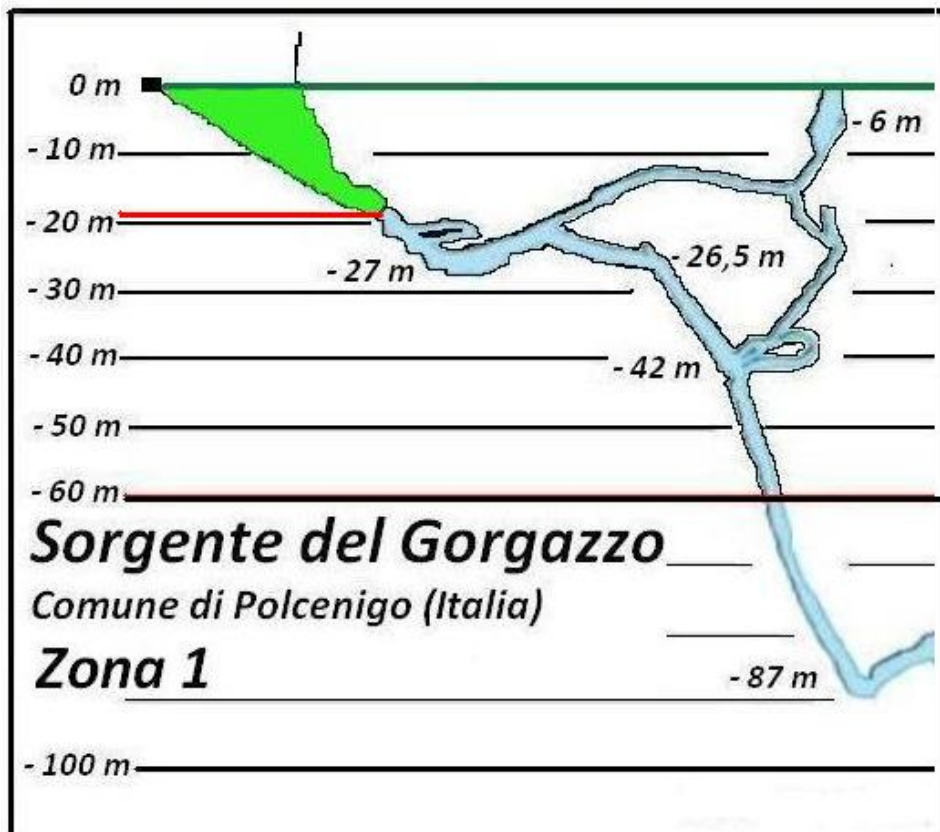 0 m
- 6 m
- 10 m
- 20 m
- 26,5 m
- 27 m
- 30 m
- 40 m
- 42 m
- 50 m
- 60 m
Sorgente del Gorgazzo
Comune di Polcenigo (Italia)
Zona 1
- 87 m
- 100 m